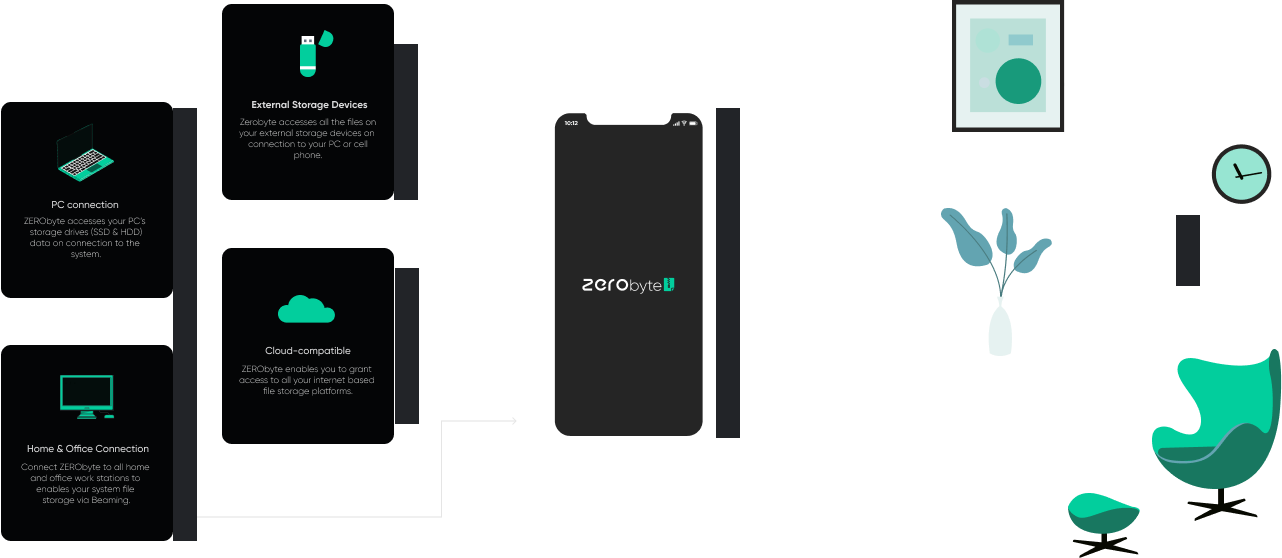 External Storage Devices
Zerobyte accesses all the files on
your external storage devices on
connection to your PC or cell
phone.
PC connection
ZERObyte accesses your PC's
storage drives (SSD & HDD)
data on connection to the
system.
Cloud-compatible
ZERObyte enables you to grant
access to all your internet based
file storage platforms.
Home & Office Connection
Connect ZERObyte to all home
and office work stations to
enables your system file
storage via Beaming.
10:12
zerobyte